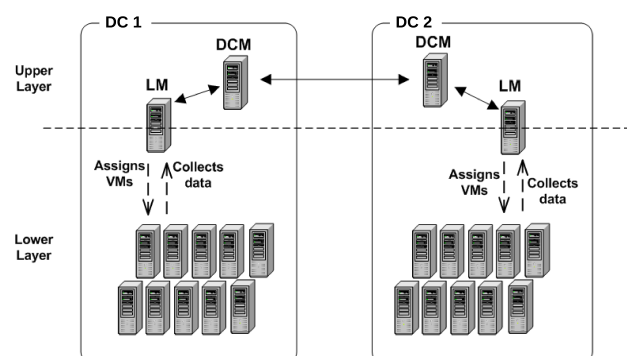 DC 1
DC 2
DCM
DCM
Upper
Layer
LM
LM
Assigns
VMs
Collects
data
Assigns
VMs
Collects
data
Lower
Layer